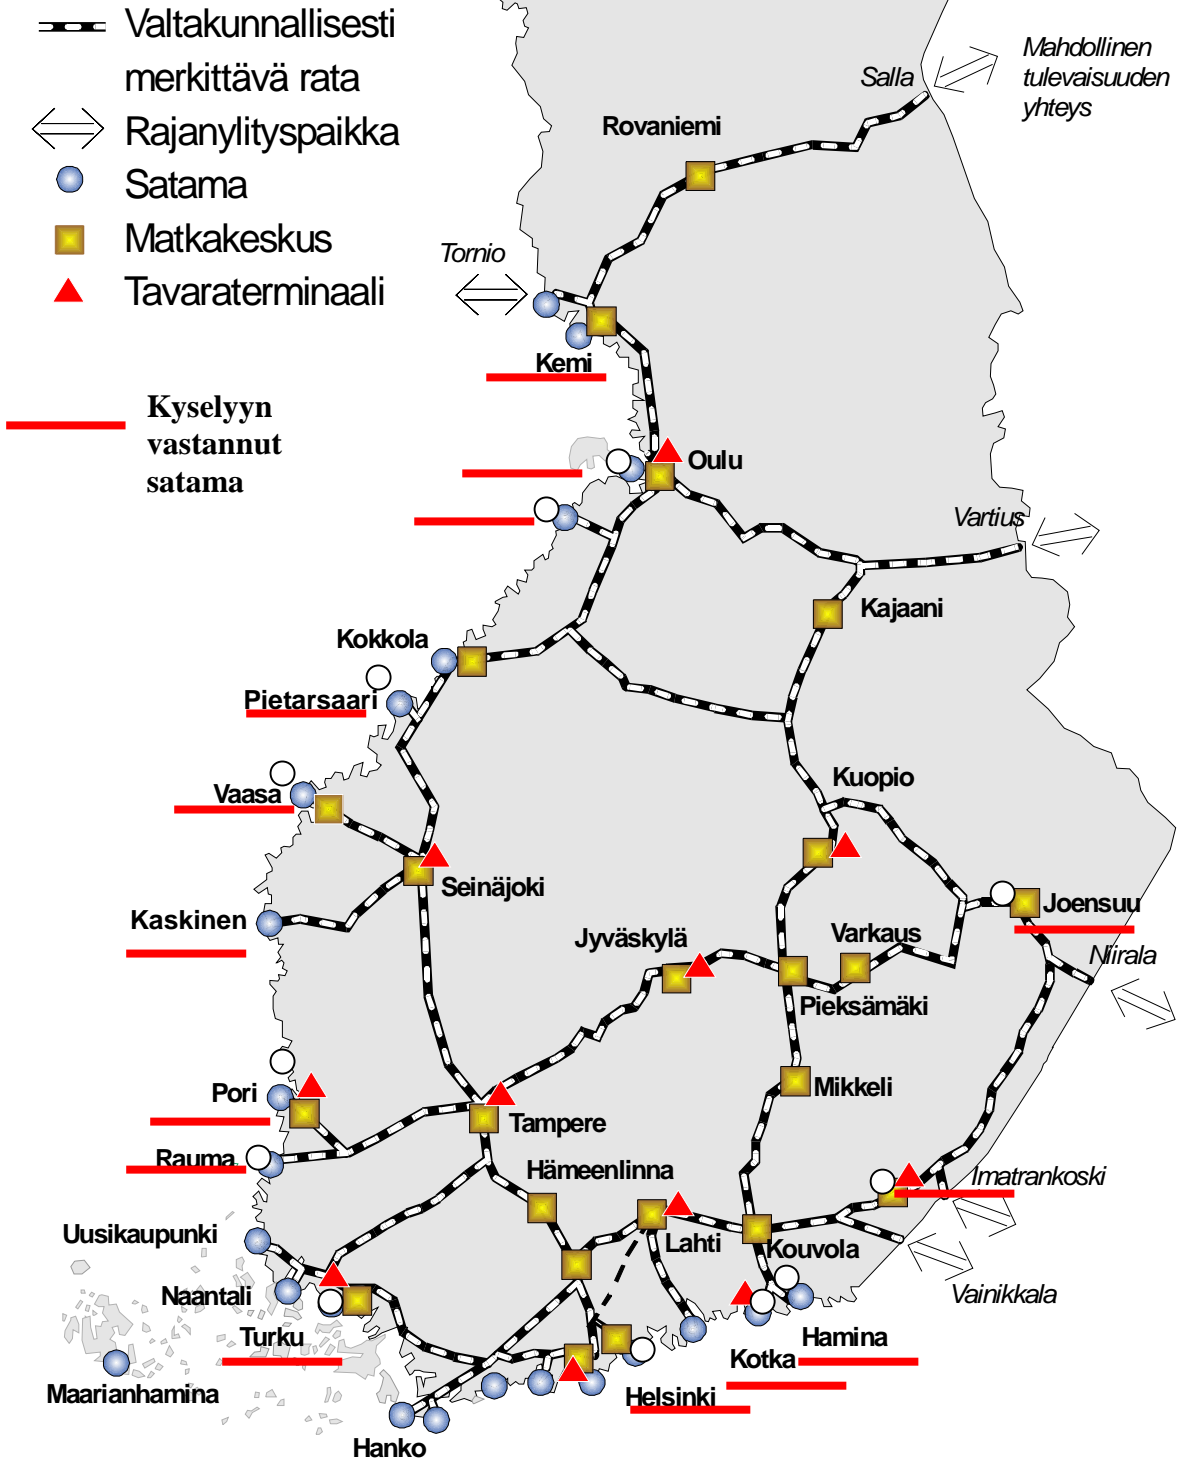 Valtakunnallisesti
merkittävä rata
Rajanylityspaikka
Satama
Matkakeskus
Tavaraterminaali
Kyselyyn
vastannut
satama
Mahdollinen
tulevaisuuden
yhteys
Salla
Rovaniemi
Tornio
Kemi
Oulu
Vartius
Kajaani
Kokkola
Pietarsaari
Kuopio
Vaasa
Seinäjoki
Kaskinen
Joensuu
Jyväskylä
Varkaus
Niirala
Pieksämäki
Mikkeli
Pori
Tampere
Rauma
Hämeenlinna
Imatrankoski
Uusikaupunki
Lahti
Kouvola
Naantali
Vainikkala
Turku
Hamina
Kotka
Maarianhamina
Helsinki
Hanko